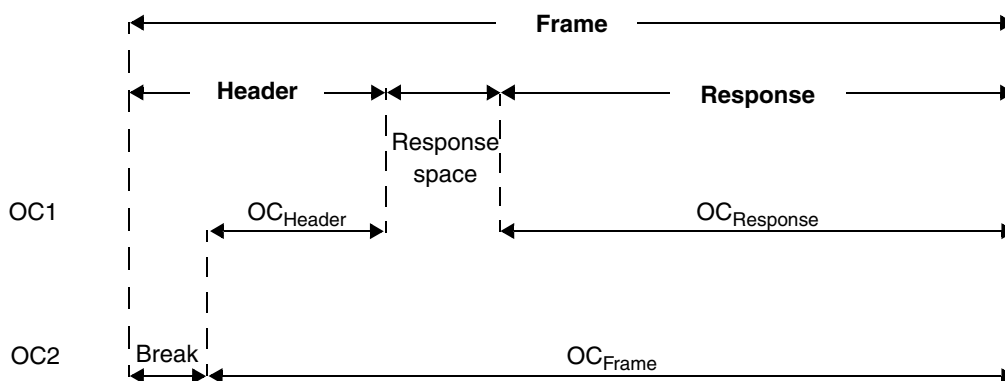 Frame
Header
Response
Response
space
OC1
OCHeader
OCResponse
OC2
Break
OCFrame